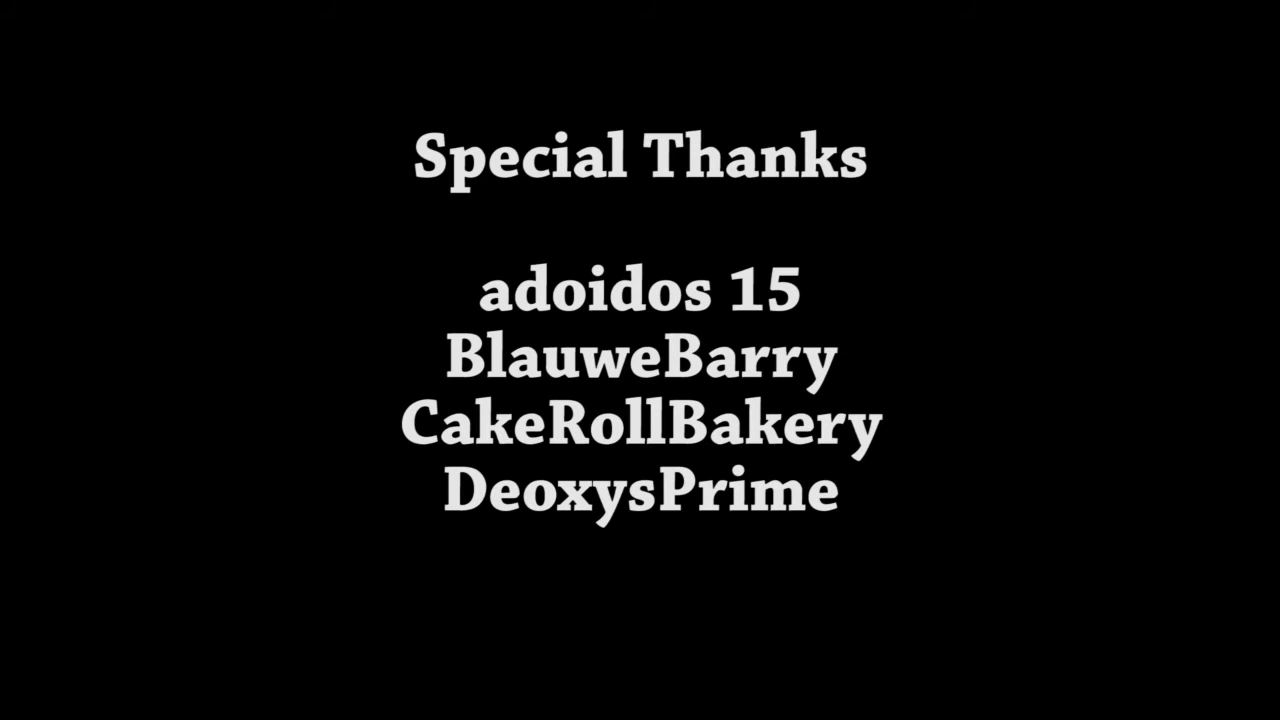 Special Thanks
adoidos 15
BlauweBarry
CakeRollBakery
DeoxysPrime